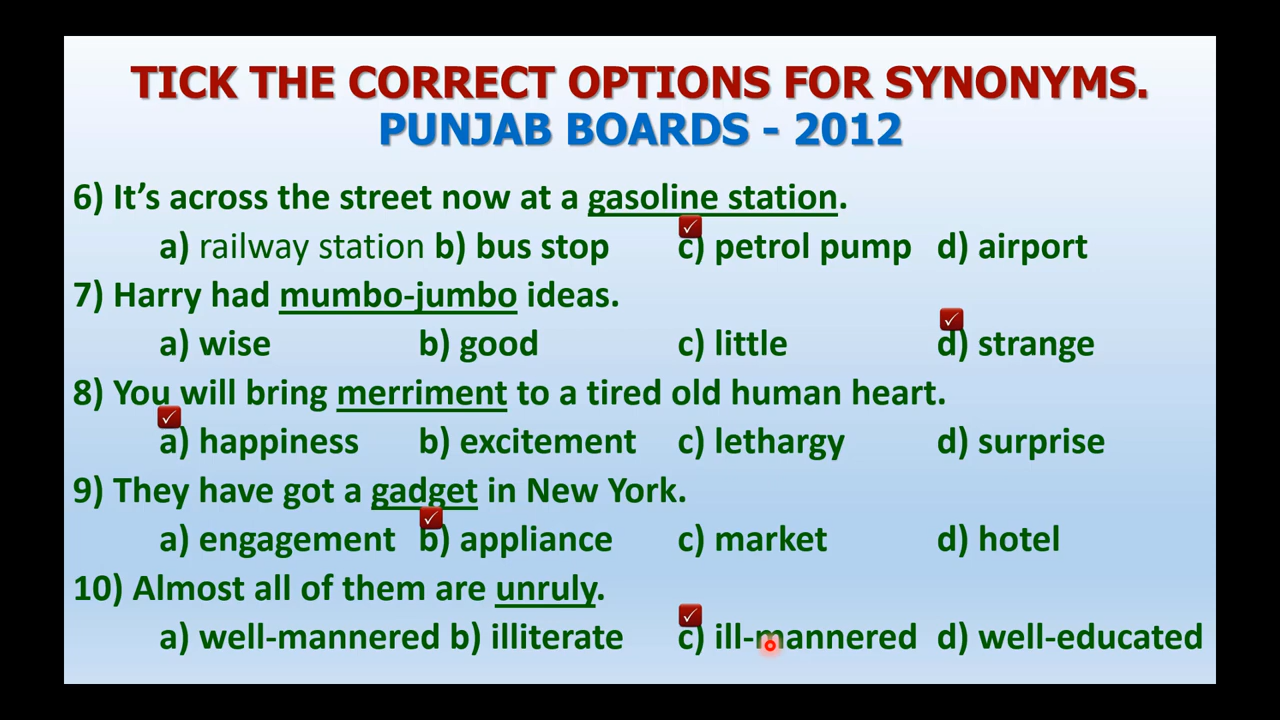 TICK THE CORRECT OPTIONS FOR SYNONYMS.
PUNJAB BOARDS - 2012
6) It's across the street now at a gasoline station.
a) railway station b) bus stop c) petrol pump d) airport
7) Harry had mumbo-jumbo ideas.
a) wise b) good c) little d) strange
8) You will bring merriment to a tired old human heart.
a) happiness b) excitement c) lethargy d) surprise
9) They have got a gadget in New York.
a) engagement b) appliance c) market d) hotel
10) Almost all of them are unruly.
a) well-mannered b) illiterate c) ill-mannered d) well-educated